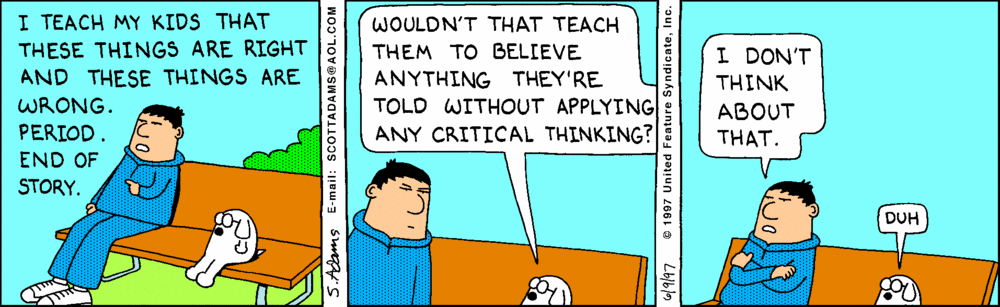 I TEACH MY KIDS THAT
THESE THINGS ARE RIGHT
AND THESE THINGS ARE
WRONG.
PERIOD.
END OF
STORY.
S.Adams E-mail: SCOTTADAMS@AOL.COM
WOULDN'T THAT TEACH
THEM TO BELIEVE
ANYTHING THEY'RE
TOLD WITHOUT APPLYING
ANY CRITICAL THINKING?
6/9/97 © 1997 United Feature Syndicate, Inc.
I DON'T
THINK
ABOUT
THAT.
DUH